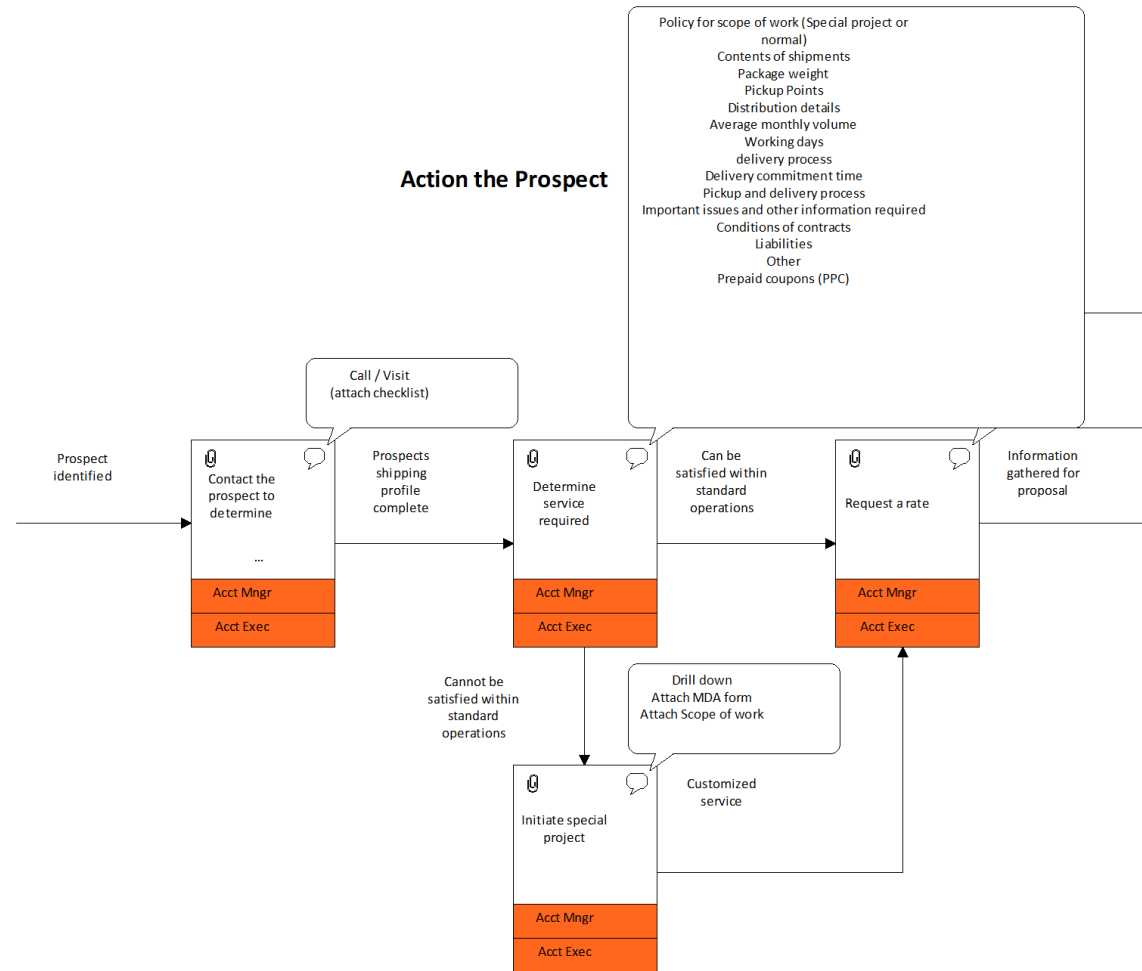 Policy for scope of work (Special project or
normal)
Contents of shipments
Package weight
Pickup Points
Distribution details
Average monthly volume
Working days
delivery process
Delivery commitment time
Pickup and delivery process
Important issues and other information required
Conditions of contracts
Liabilities
Other
Prepaid coupons (PPC)
Action the Prospect
Call / Visit
(attach checklist)
Prospect
identified
Contact the
prospect to
determine
...
Acct Mngr
Acct Exec
Prospects
shipping
profile
complete
Determine
service
required
Acct Mngr
Acct Exec
Can be
satisfied within
standard
operations
Request a rate
Acct Mngr
Acct Exec
Information
gathered for
proposal
Cannot be
satisfied within
standard
operations
Drill down
Attach MDA form
Attach Scope of work
Initiate special
project
Acct Mngr
Acct Exec
Customized
service